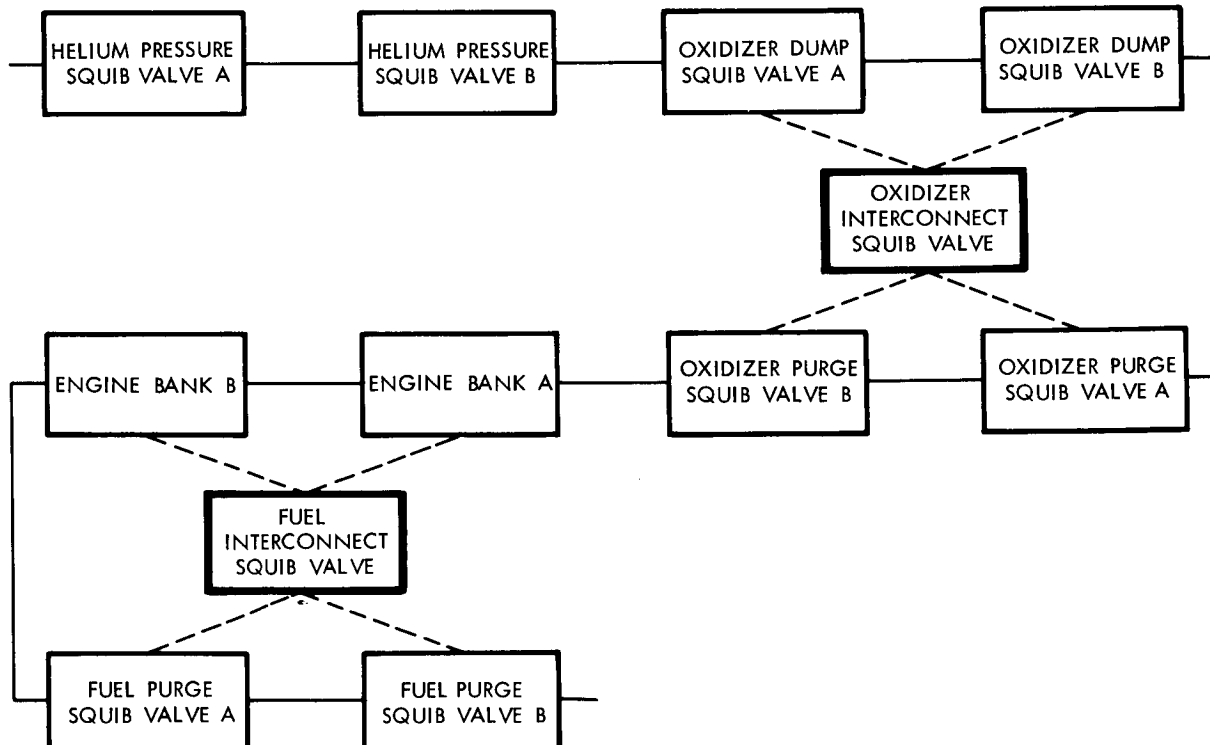 HELIUM PRESSURE
SQUIB VALVE A
HELIUM PRESSURE
SQUIB VALVE B
OXIDIZER DUMP
SQUIB VALVE A
OXIDIZER DUMP
SQUIB VALVE B
OXIDIZER
INTERCONNECT
SQUIB VALVE
ENGINE BANK B
ENGINE BANK A
OXIDIZER PURGE
SQUIB VALVE B
OXIDIZER PURGE
SQUIB VALVE A
FUEL
INTERCONNECT
SQUIB VALVE
FUEL PURGE
SQUIB VALVE A
FUEL PURGE
SQUIB VALVE B